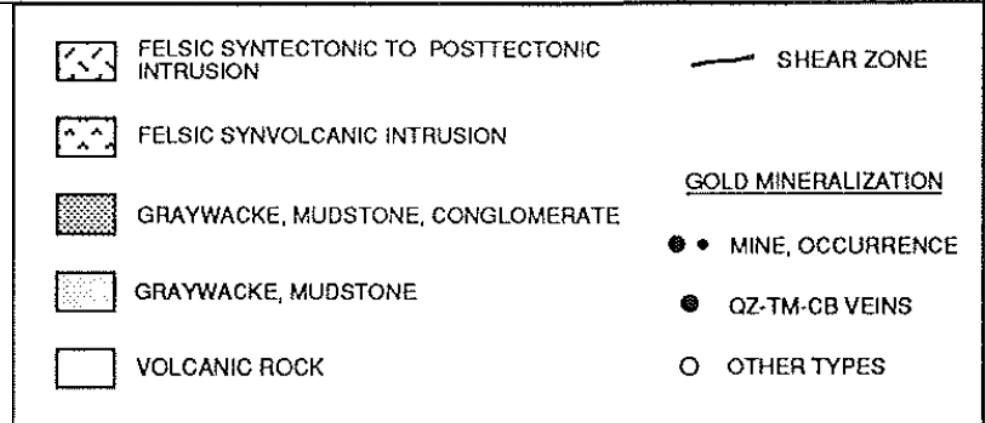 FELSIC SYNTECTONIC TO POSTTECTONIC
INTRUSION
FELSIC SYNVOLCANIC INTRUSION
GRAYWACKE, MUDSTONE, CONGLOMERATE
GRAYWACKE, MUDSTONE
VOLCANIC ROCK
SHEAR ZONE
GOLD MINERALIZATION
MINE, OCCURRENCE
QZ-TM-CB VEINS
OTHER TYPES